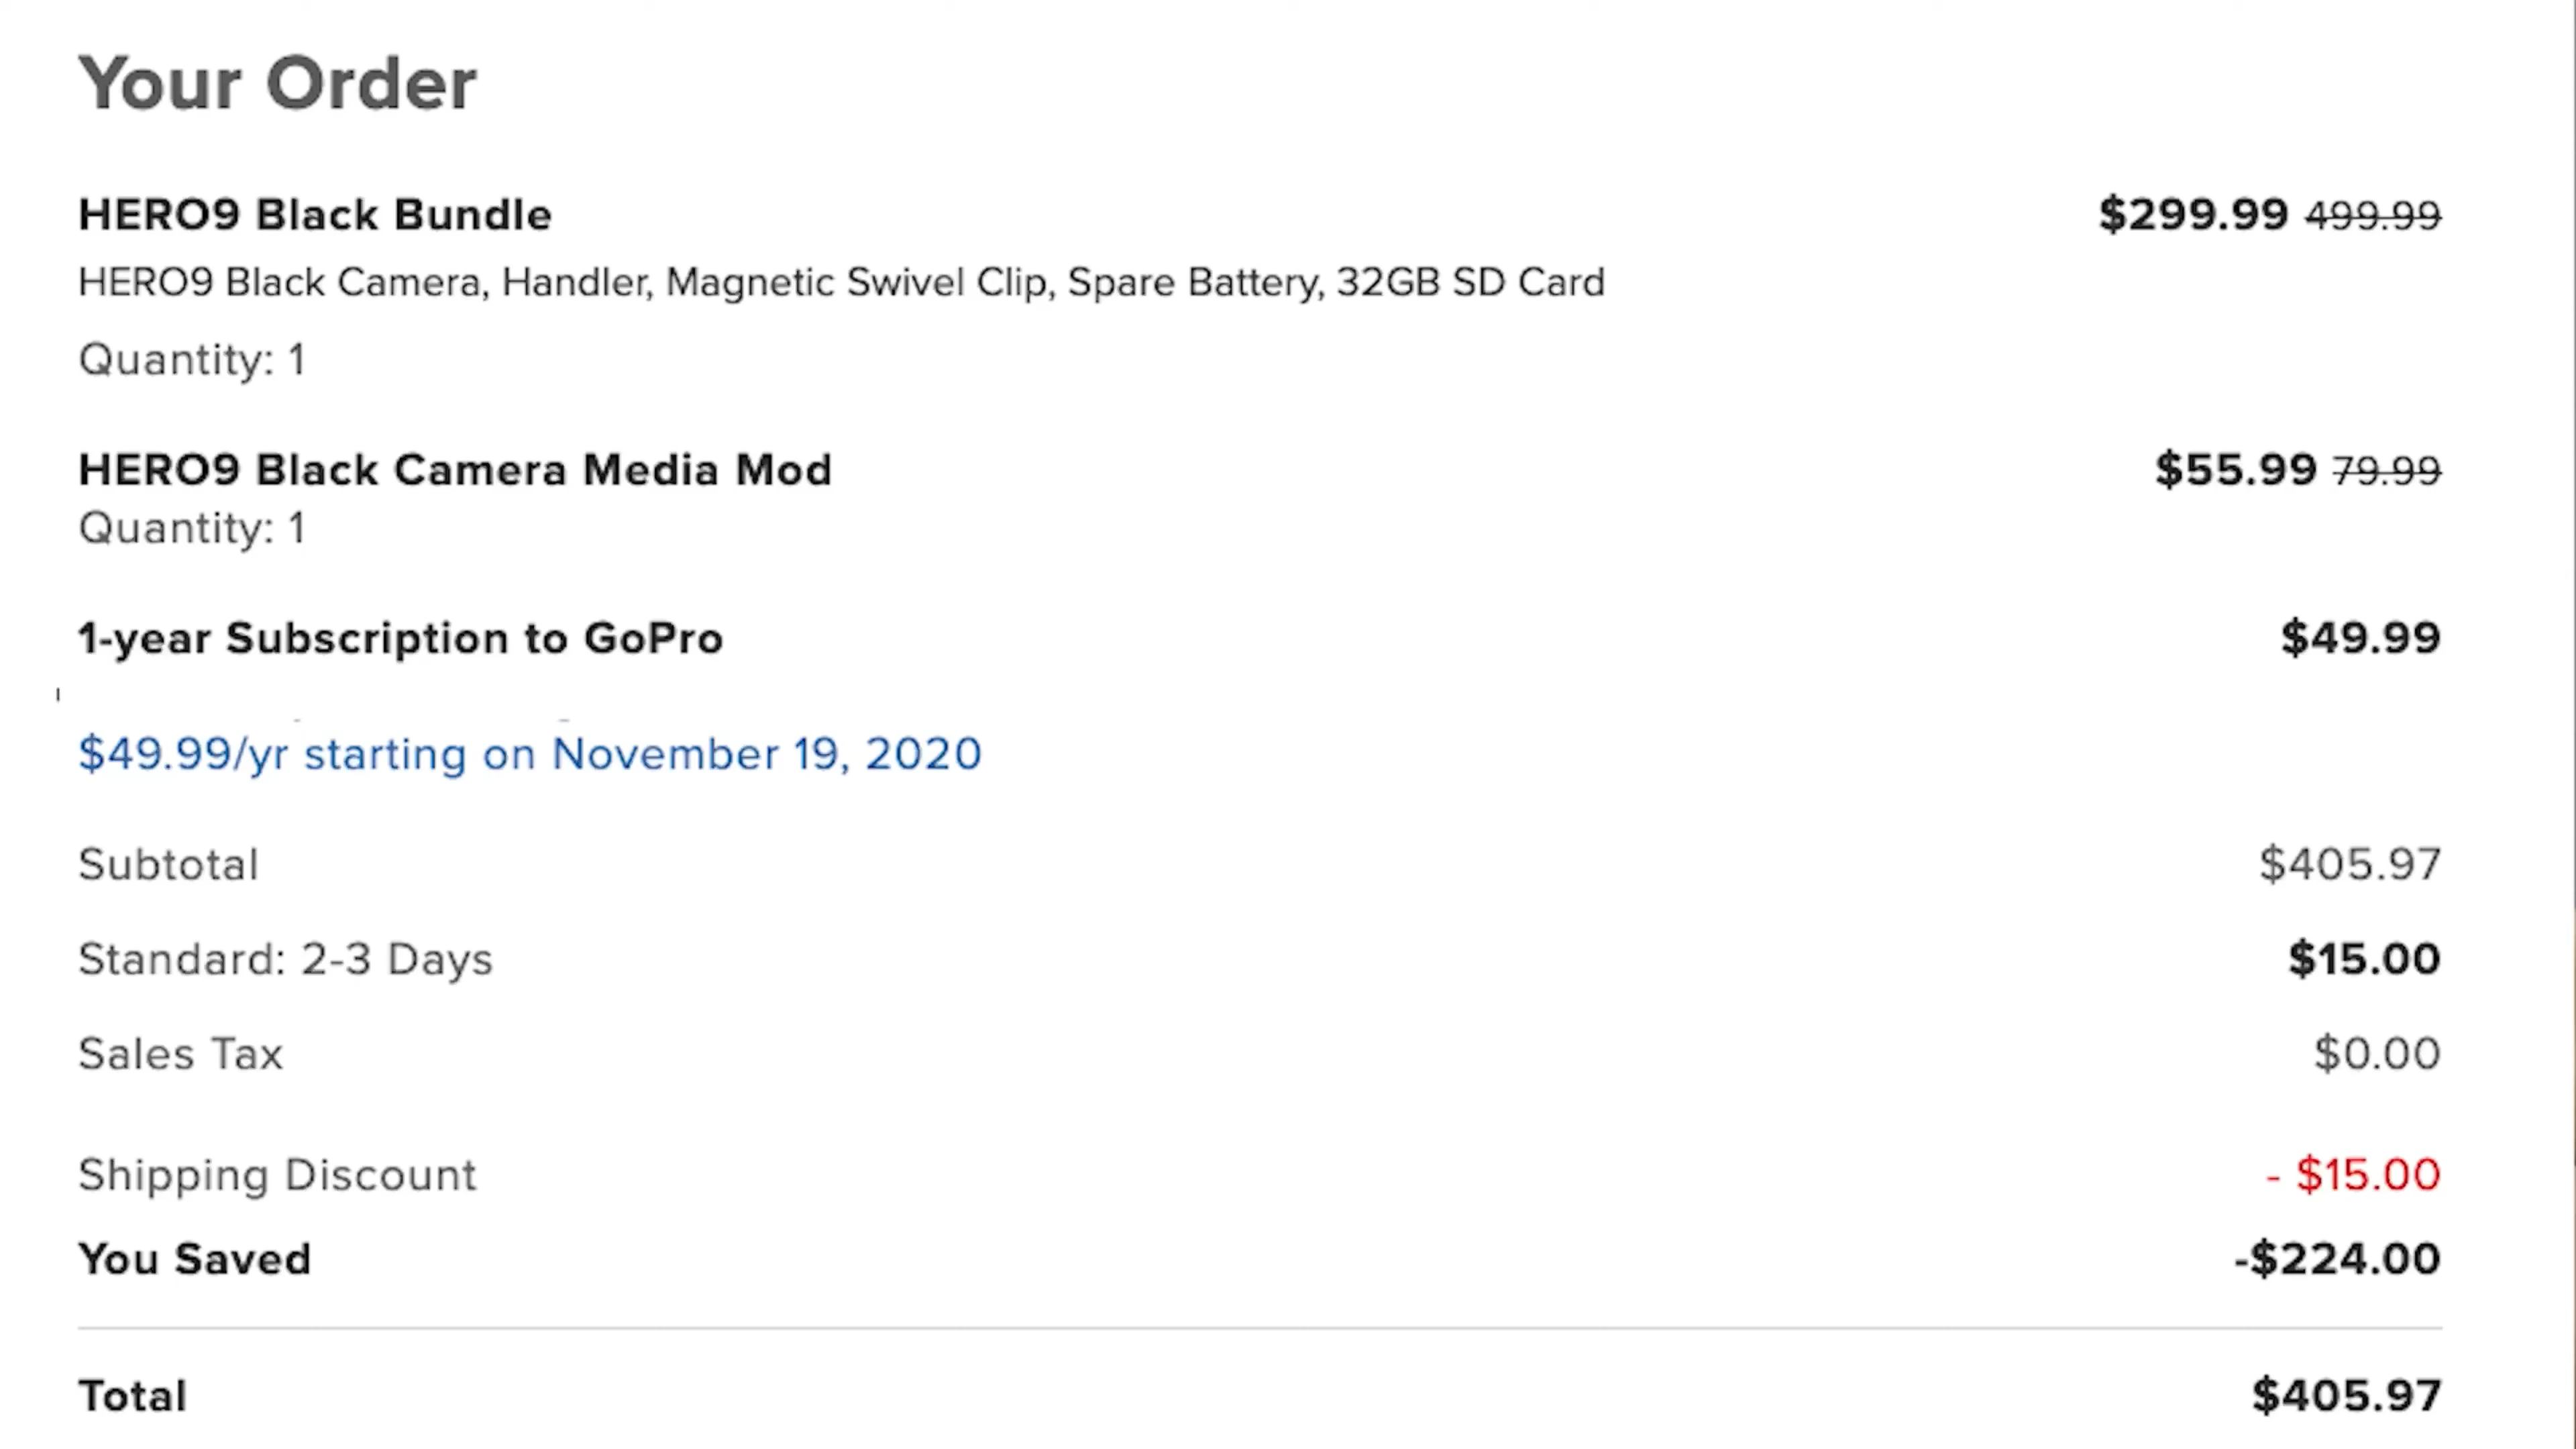 Your Order
HERO9 Black Bundle $299.99 499.99
HERO9 Black Camera, Handler, Magnetic Swivel Clip, Spare Battery, 32GB SD Card
Quantity: 1
HERO9 Black Camera Media Mod $55.99 79.99
Quantity: 1
1-year Subscription to GoPro $49.99
$49.99/yr starting on November 19, 2020
Subtotal $405.97
Standard: 2-3 Days $15.00
Sales Tax $0.00
Shipping Discount - $15.00
You Saved -$224.00
Total $405.97